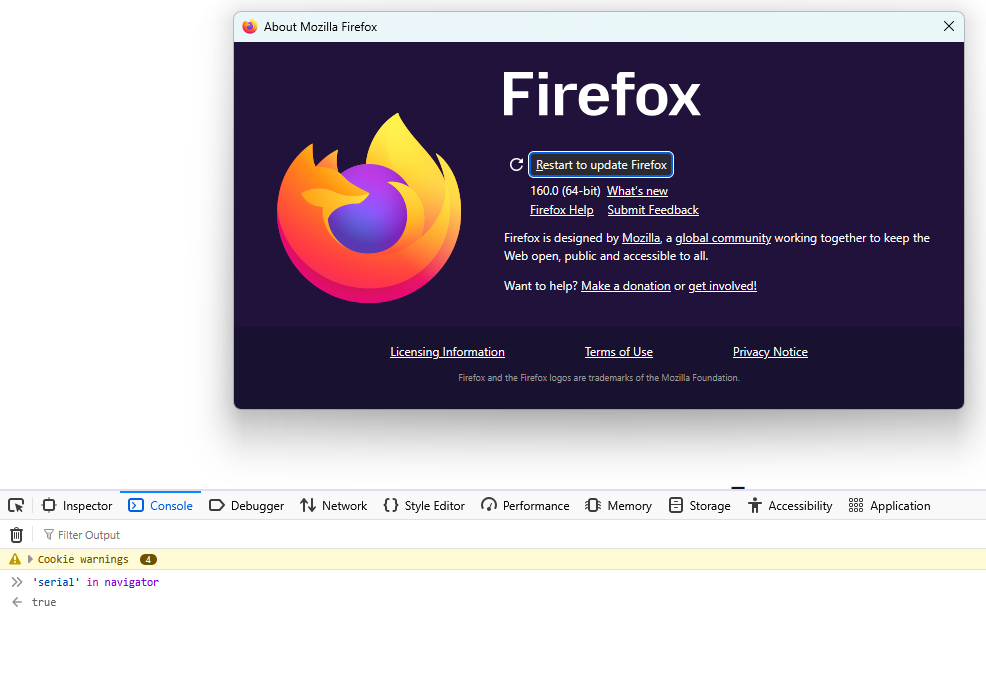 About Mozilla Firefox
Firefox
Restart to update Firefox
160.0 (64-bit) What's new
Firefox Help Submit Feedback
Firefox is designed by Mozilla, a global community working together to keep the
Web open, public and accessible to all.
Want to help? Make a donation or get involved!
Licensing Information Terms of Use Privacy Notice
Firefox and the Firefox logos are trademarks of the Mozilla Foundation.
Inspector Console Debugger Network Style Editor Performance Memory Storage Accessibility Application
Filter Output
Cookie warnings 4
'serial' in navigator
true